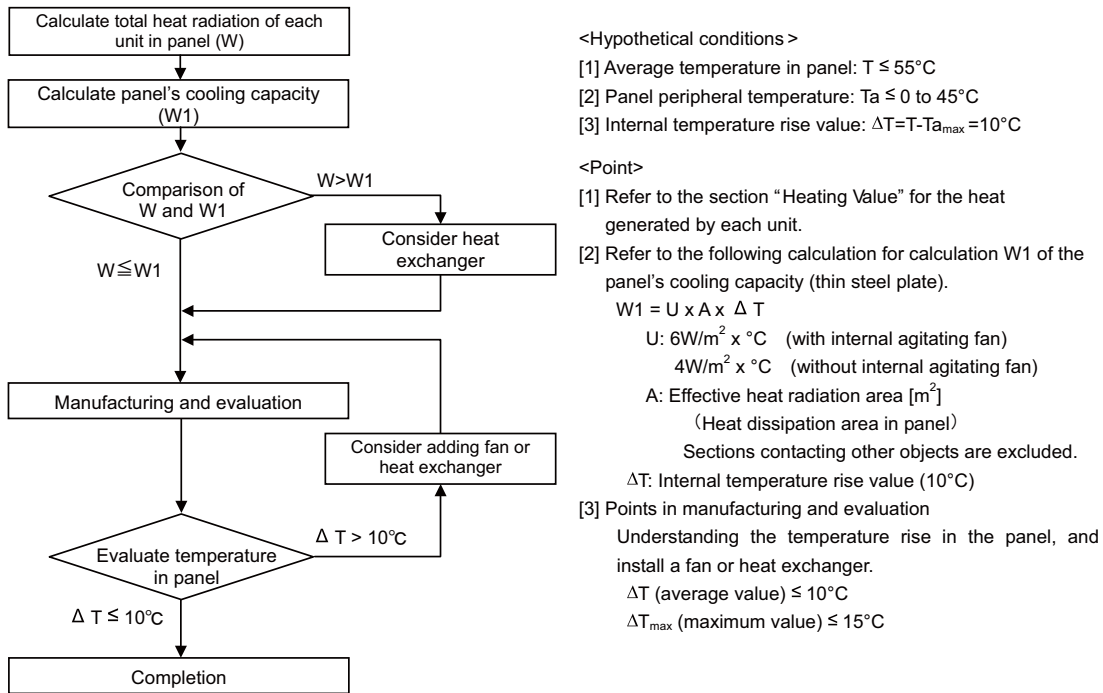 Calculate total heat radiation of each
unit in panel (W)
Calculate panel's cooling capacity
(W1)
Comparison of
W and W1
W>W1
Consider heat
exchanger
W≦W1
Manufacturing and evaluation
Consider adding fan or
heat exchanger
Evaluate temperature
in panel
Δ T > 10℃
Δ T ≤ 10℃
Completion
<Hypothetical conditions >
[1] Average temperature in panel: T ≤ 55°C
[2] Panel peripheral temperature: Ta ≤ 0 to 45°C
[3] Internal temperature rise value: ΔT=T-Tamax =10°C
<Point>
[1] Refer to the section “Heating Value” for the heat
generated by each unit.
[2] Refer to the following calculation for calculation W1 of the
panel's cooling capacity (thin steel plate).
W1 = U x A x Δ T
U: 6W/m² x °C (with internal agitating fan)
4W/m² x °C (without internal agitating fan)
A: Effective heat radiation area [m²]
(Heat dissipation area in panel)
Sections contacting other objects are excluded.
ΔT: Internal temperature rise value (10°C)
[3] Points in manufacturing and evaluation
Understanding the temperature rise in the panel, and
install a fan or heat exchanger.
ΔT (average value) ≤ 10°C
ΔTmax (maximum value) ≤ 15°C